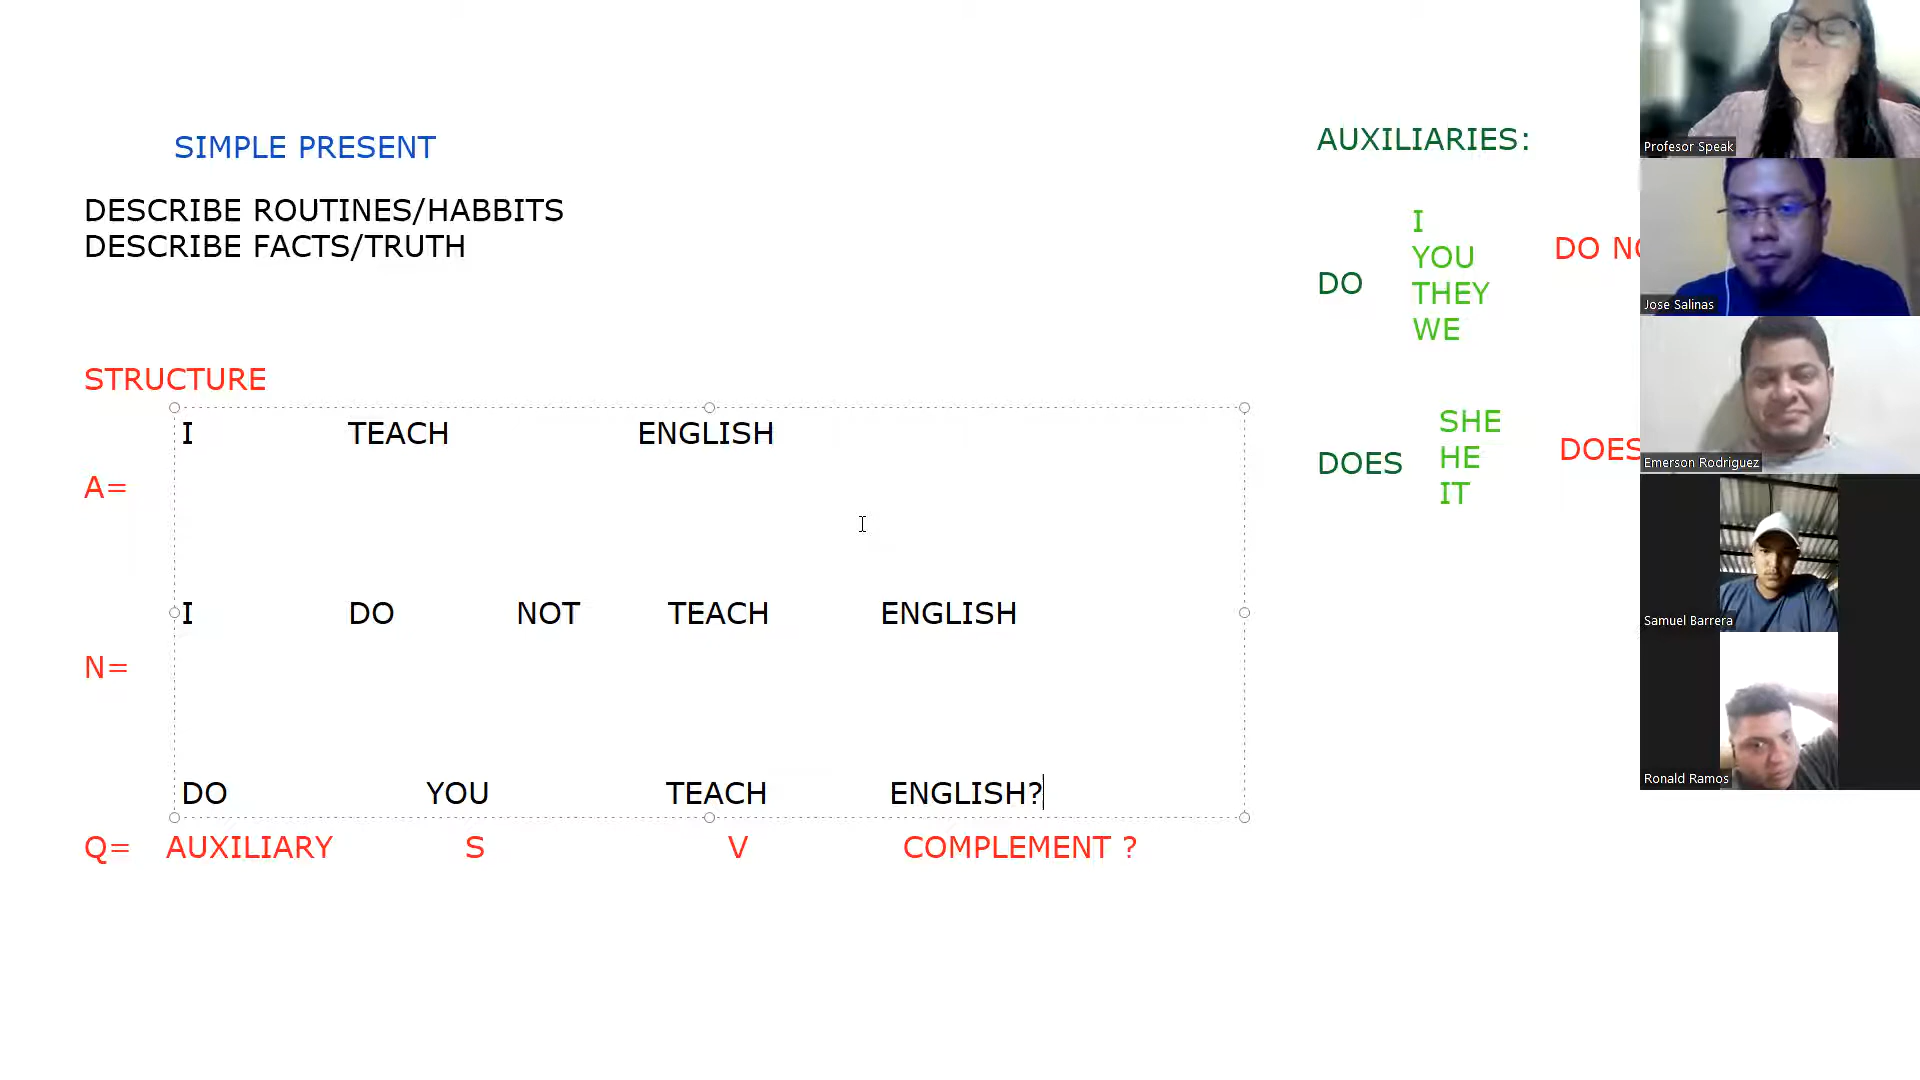 SIMPLE PRESENT
DESCRIBE ROUTINES/HABBITS
DESCRIBE FACTS/TRUTH
STRUCTURE
I TEACH ENGLISH
A=
I DO NOT TEACH ENGLISH
N=
DO YOU TEACH ENGLISH?
Q= AUXILIARY S V COMPLEMENT ?
AUXILIARIES:
I
YOU
THEY
WE
DO
DO
SHE
HE
IT
DOES
DOES
Profesor Speak
Jose Salinas
Emerson Rodriguez
Samuel Barrera
Ronald Ramos